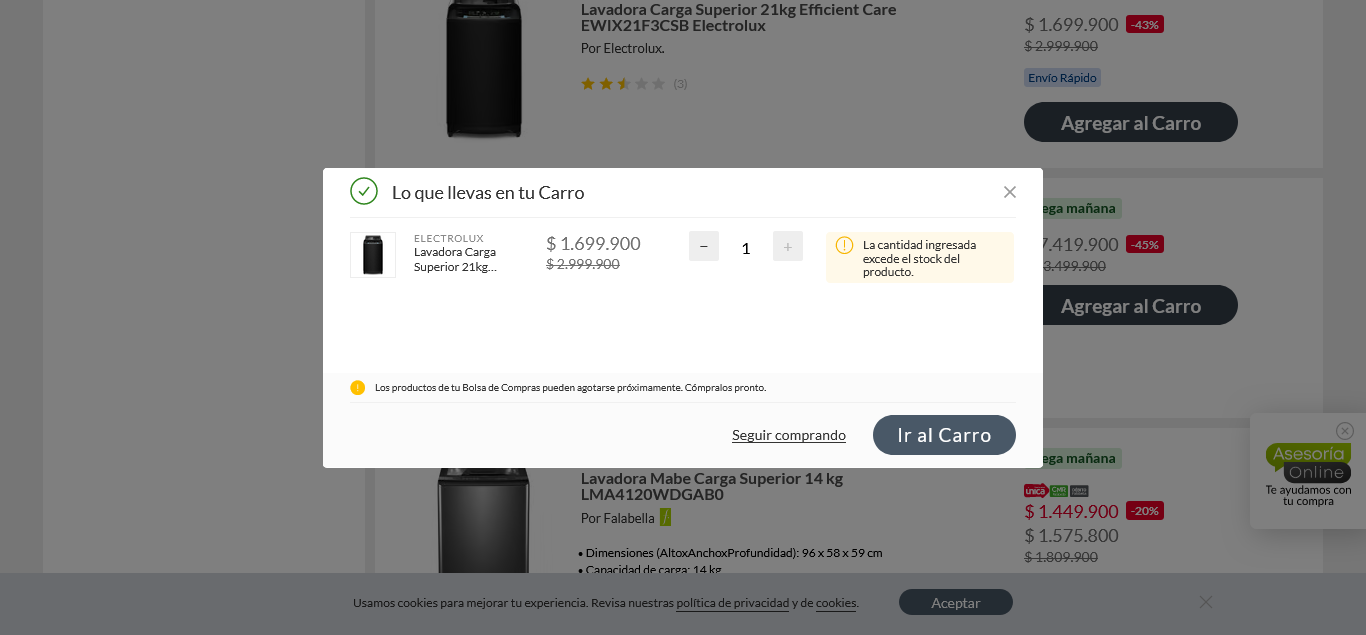 Lavadora Carga Superior 21kg Efficient Care
EWIX21F3CSB Electrolux
Por Electrolux.
(3)
$ 1.699.900 -43%
$ 2.999.900
Envío Rápido
Agregar al Carro
Lo que llevas en tu Carro
ELECTROLUX
Lavadora Carga
Superior 21kg...
$ 1.699.900
$ 2.999.900
− 1 +
La cantidad ingresada
excede el stock del
producto.
ega mañana
7.419.900 -45%
3.499.900
Agregar al Carro
Los productos de tu Bolsa de Compras pueden agotarse próximamente. Cómpralos pronto.
Seguir comprando
Ir al Carro
ega mañana
Asesoría
Online
Te ayudamos con
tu compra
Lavadora Mabe Carga Superior 14 kg
LMA4120WDGAB0
Por Falabella
• Dimensiones (AltoxAnchoxProfundidad): 96 x 58 x 59 cm
• Capacidad de carga: 14 kg
única CMR
$ 1.449.900 -20%
$ 1.575.800
$ 1.809.900
Usamos cookies para mejorar tu experiencia. Revisa nuestras política de privacidad y de cookies.
Aceptar